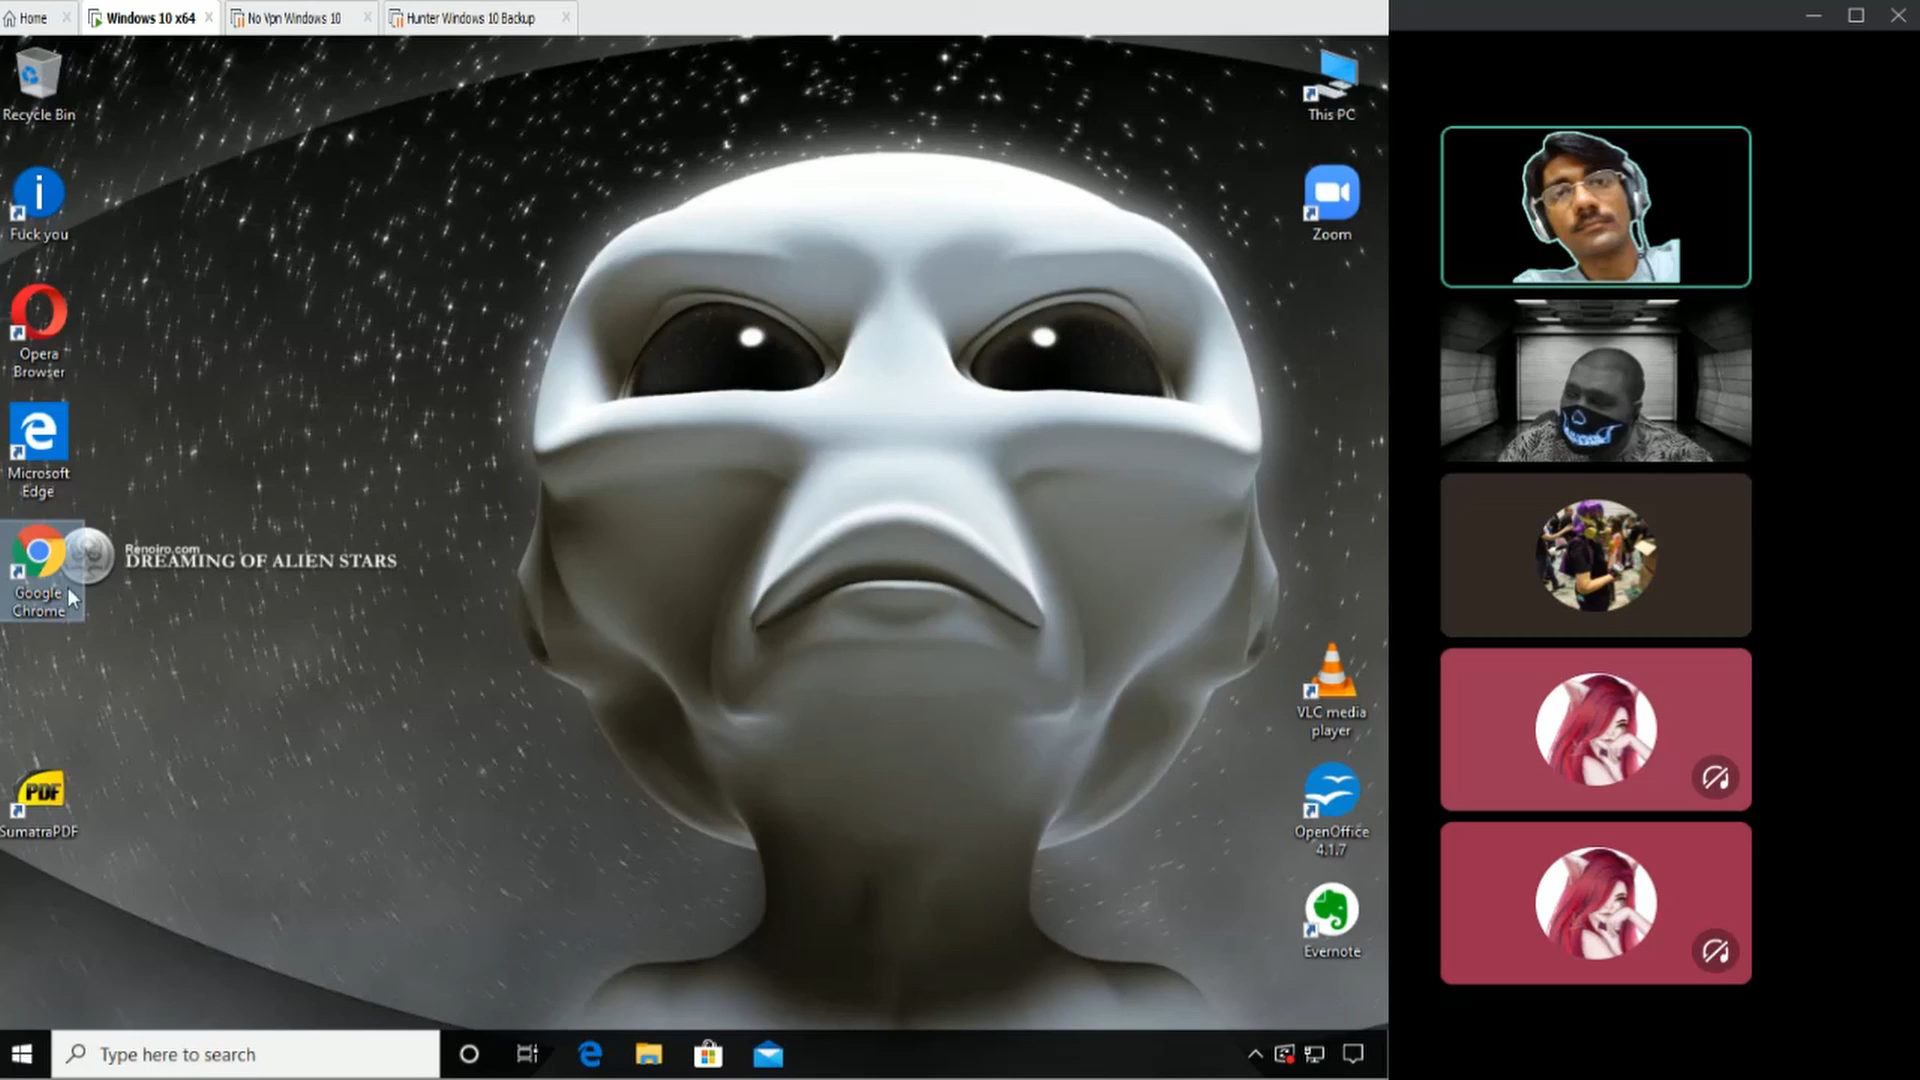 Home
Windows 10 x64
No Vpn Windows 10
Hunter Windows 10 Backup
Recycle Bin
Fuck you
Opera
Browser
Microsoft
Edge
Google
Chrome
Renoiro.com
DREAMING OF ALIEN STARS
PDF
SumatraPDF
This PC
Zoom
VLC media
player
OpenOffice
4.1.7
Evernote
Type here to search